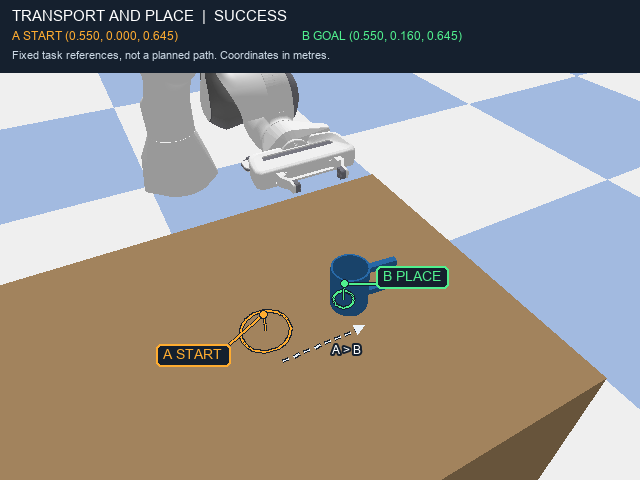 TRANSPORT AND PLACE | SUCCESS
A START (0.550, 0.000, 0.645)
B GOAL (0.550, 0.160, 0.645)
Fixed task references, not a planned path. Coordinates in metres.
B PLACE
A START
A > B